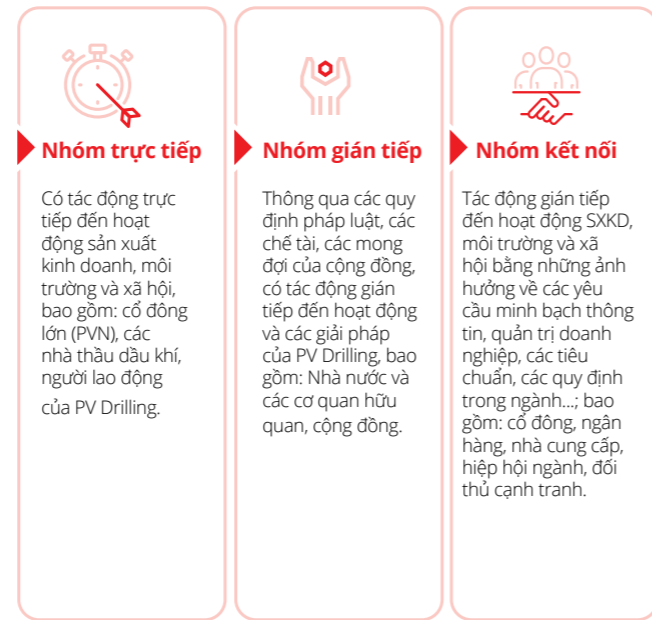 Nhóm trực tiếp
Có tác động trực
tiếp đến hoạt
động sản xuất
kinh doanh, môi
trường và xã hội,
bao gồm: cổ đông
lớn (PVN), các
nhà thầu dầu khí,
người lao động
của PV Drilling.
Nhóm gián tiếp
Thông qua các quy
định pháp luật, các
chế tài, các mong
đợi của cộng đồng,
có tác động gián
tiếp đến hoạt động
và các giải pháp
của PV Drilling, bao
gồm: Nhà nước và
các cơ quan hữu
quan, cộng đồng.
Nhóm kết nối
Tác động gián tiếp
đến hoạt động SXKD,
môi trường và xã
hội bằng những ảnh
hưởng về các yêu
cầu minh bạch thông
tin, quản trị doanh
nghiệp, các tiêu
chuẩn, các quy định
trong ngành...; bao
gồm: cổ đông, ngân
hàng, nhà cung cấp,
hiệp hội ngành, đối
thủ cạnh tranh.